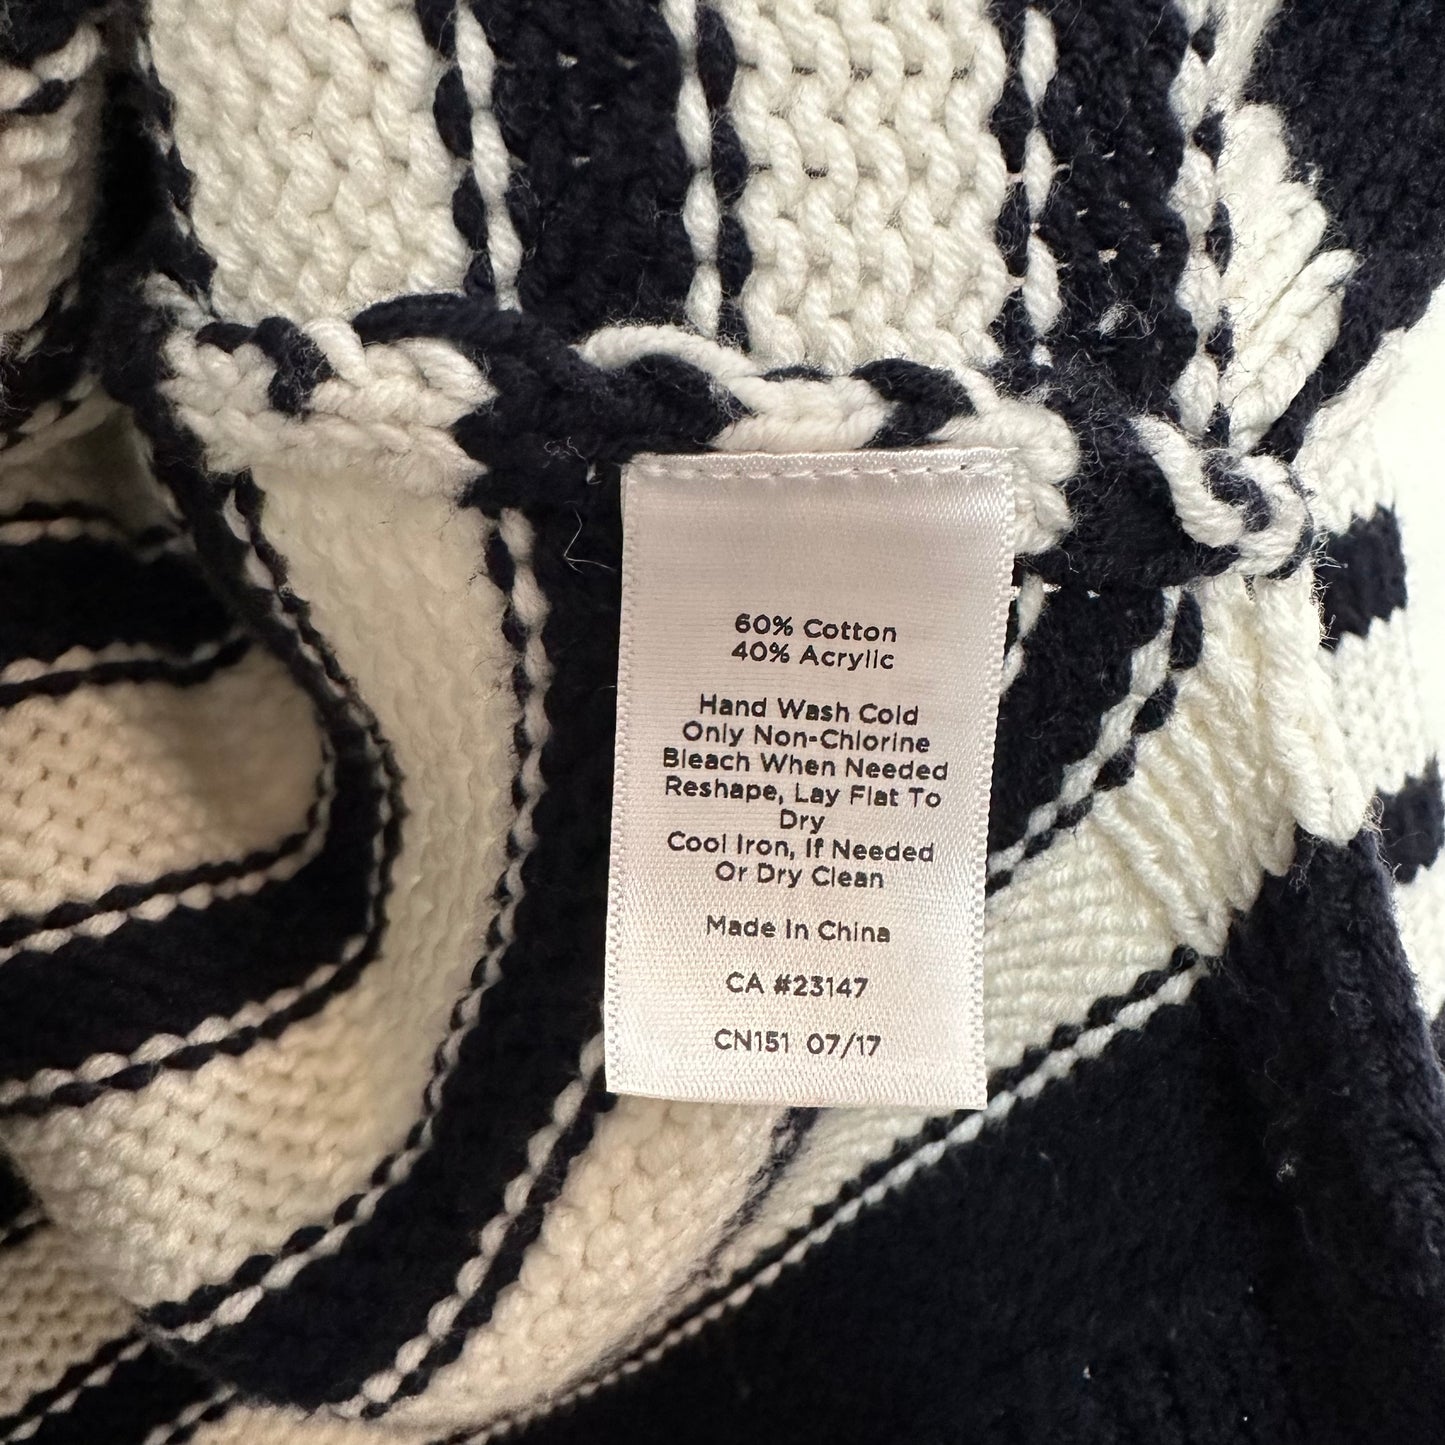 60% Cotton
40% Acrylic
Hand Wash Cold
Only Non-Chlorine
Bleach When Needed
Reshape, Lay Flat To
Dry
Cool Iron, If Needed
Or Dry Clean
Made In China
CA #23147
CN151 07/17